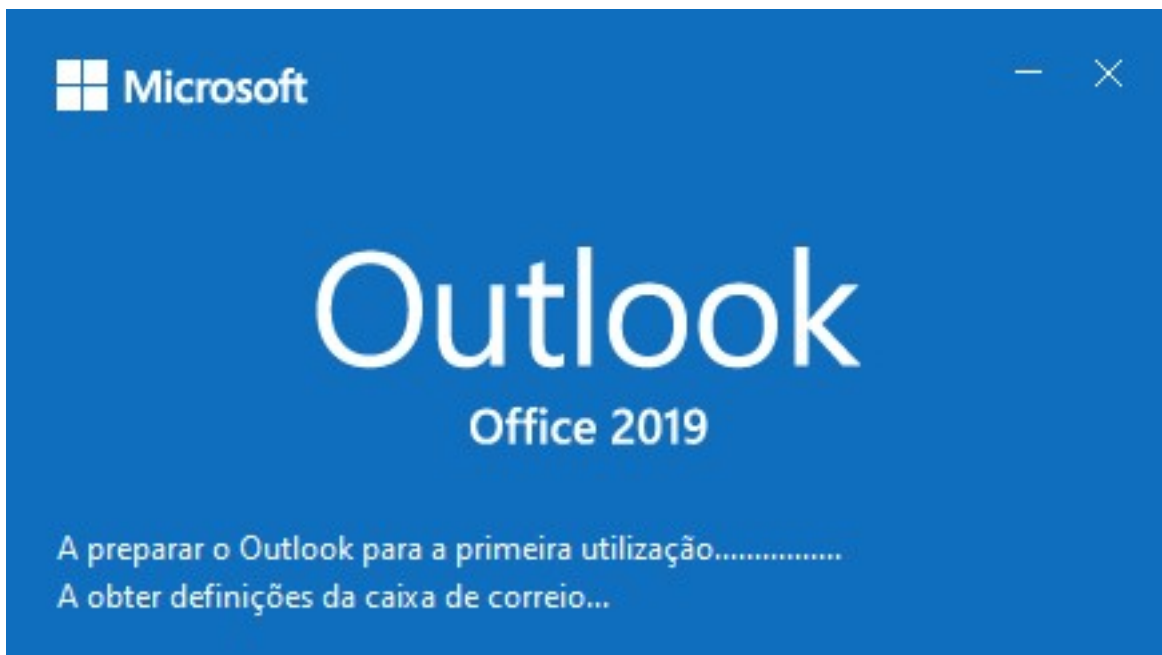 Microsoft
Outlook
Office 2019
A preparar o Outlook para a primeira utilização................
A obter definições da caixa de correio...